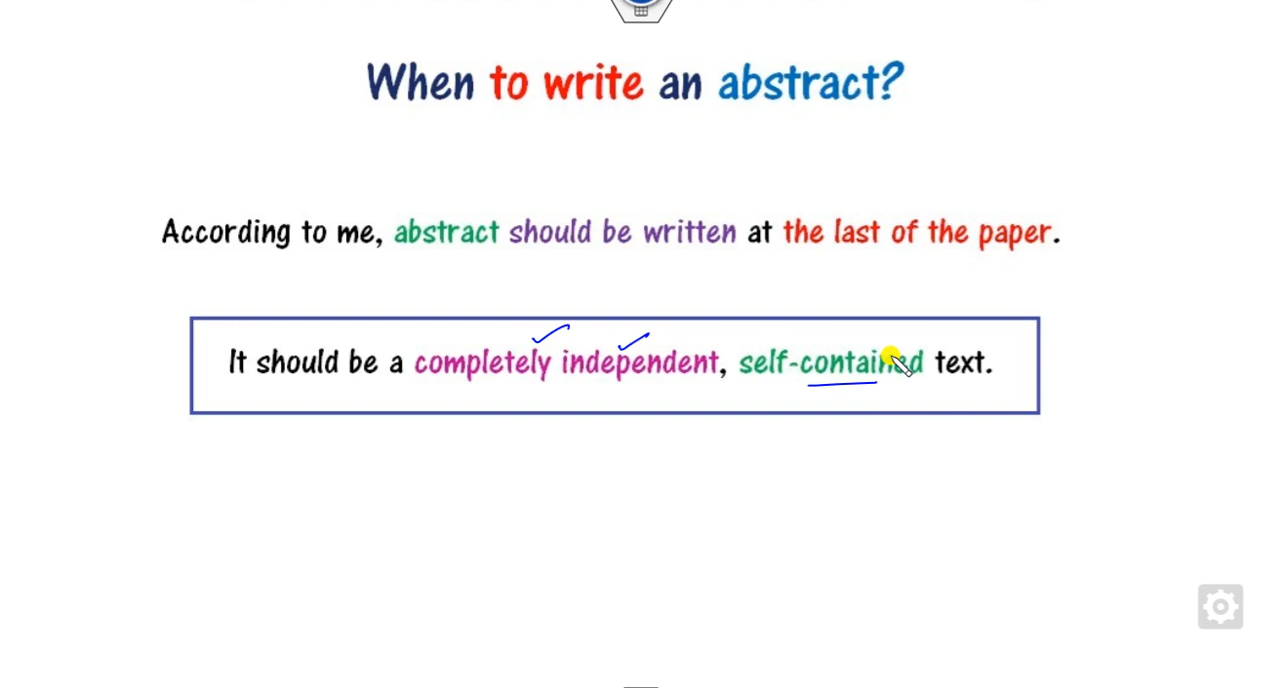 When to write an abstract?
According to me, abstract should be written at the last of the paper.
It should be a completely independent, self-contained text.